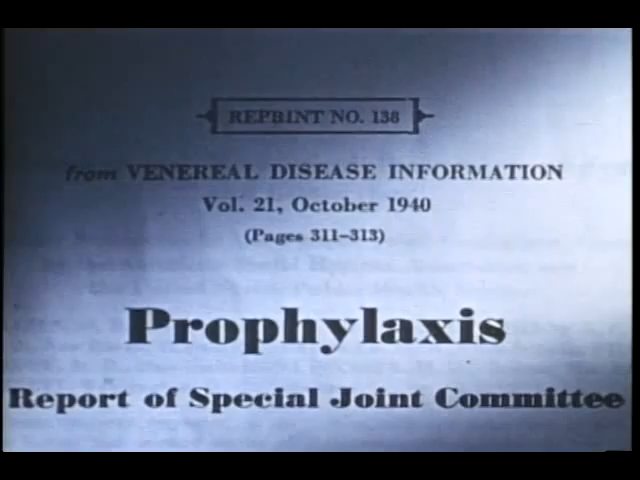 REPRINT NO. 138
from VENEREAL DISEASE INFORMATION
Vol. 21, October 1940
(Pages 311–313)
Prophylaxis
Report of Special Joint Committee